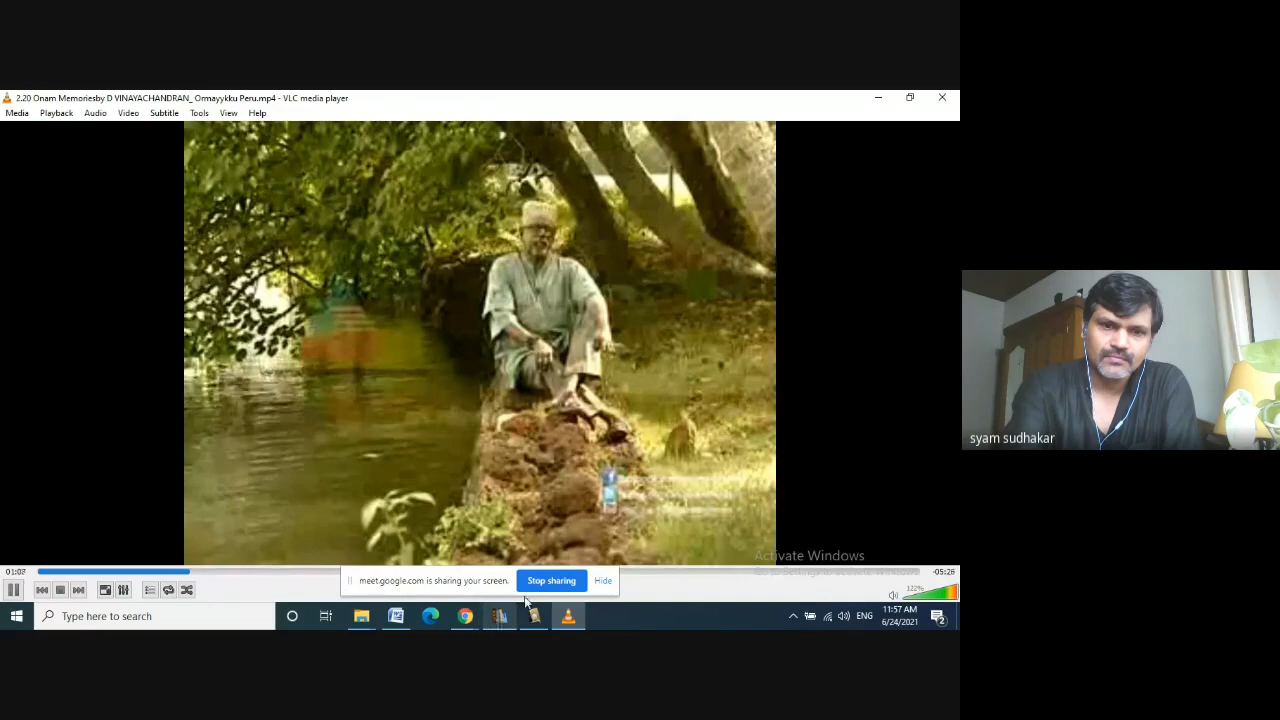 2.20 Onam Memoriesby D VINAYACHANDRAN_ Ormayykku Peru.mp4 - VLC media player
Media Playback Audio Video Subtitle Tools View Help
syam sudhakar
Activate Windows
-05:26
meet.google.com is sharing your screen. Stop sharing Hide
122%
Type here to search
ENG
11:57 AM
6/24/2021
2